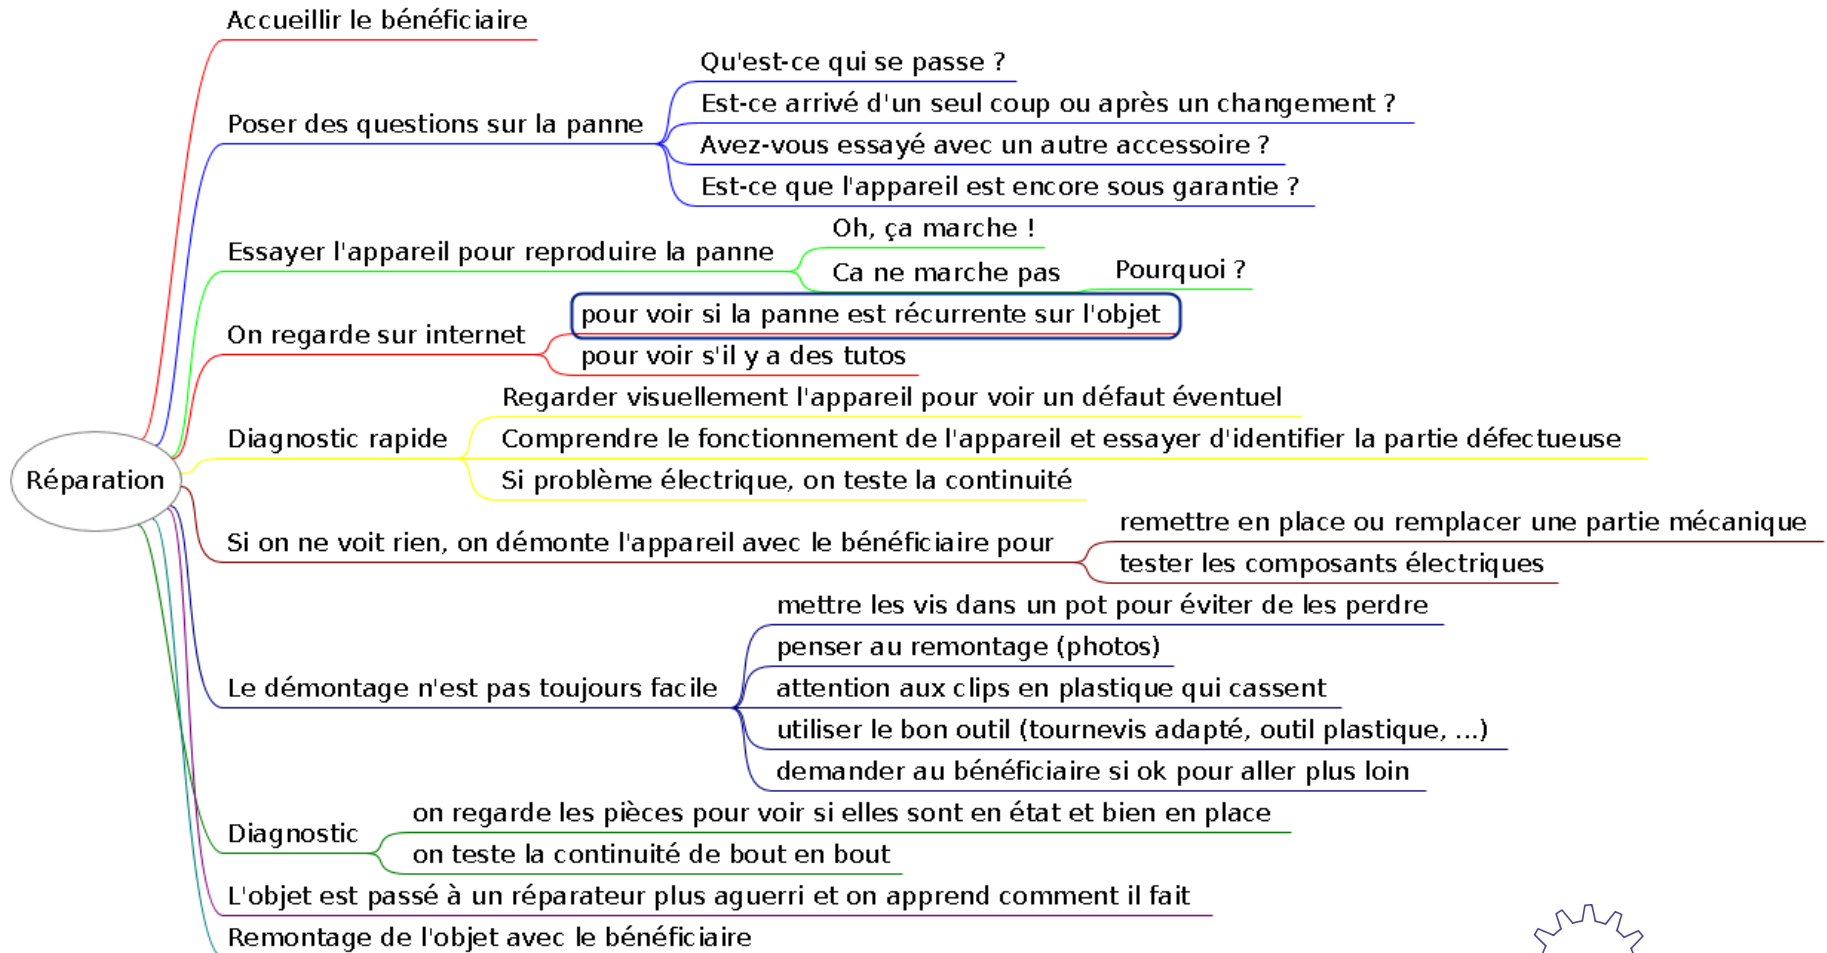 Accueillir le bénéficiaire
Qu'est-ce qui se passe ?
Est-ce arrivé d'un seul coup ou après un changement ?
Poser des questions sur la panne
Avez-vous essayé avec un autre accessoire ?
Est-ce que l'appareil est encore sous garantie ?
Oh, ça marche !
Essayer l'appareil pour reproduire la panne
Ca ne marche pas
Pourquoi ?
pour voir si la panne est récurrente sur l'objet
On regarde sur internet
pour voir s'il y a des tutos
Regarder visuellement l'appareil pour voir un défaut éventuel
Diagnostic rapide
Comprendre le fonctionnement de l'appareil et essayer d'identifier la partie défectueuse
Réparation
Si problème électrique, on teste la continuité
remettre en place ou remplacer une partie mécanique
Si on ne voit rien, on démonte l'appareil avec le bénéficiaire pour
tester les composants électriques
mettre les vis dans un pot pour éviter de les perdre
penser au remontage (photos)
Le démontage n'est pas toujours facile
attention aux clips en plastique qui cassent
utiliser le bon outil (tournevis adapté, outil plastique, ...)
demander au bénéficiaire si ok pour aller plus loin
on regarde les pièces pour voir si elles sont en état et bien en place
Diagnostic
on teste la continuité de bout en bout
L'objet est passé à un réparateur plus aguerri et on apprend comment il fait
Remontage de l'objet avec le bénéficiaire